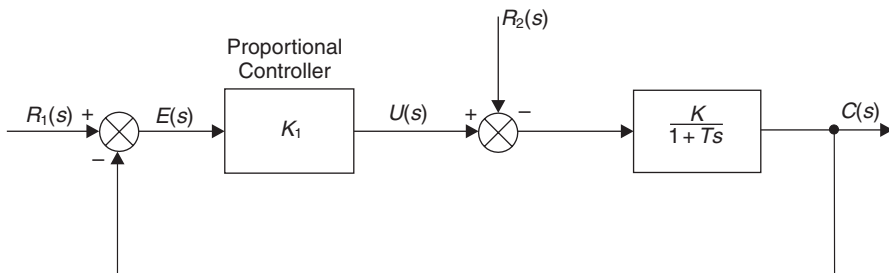 R2(s)
Proportional
Controller
R1(s) + E(s) K1 U(s) + − K C(s)
1 + Ts
−